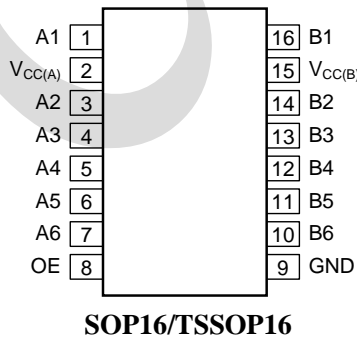 A1 1 16 B1
VCC(A) 2 15 VCC(B)
A2 3 14 B2
A3 4 13 B3
A4 5 12 B4
A5 6 11 B5
A6 7 10 B6
OE 8 9 GND
SOP16/TSSOP16